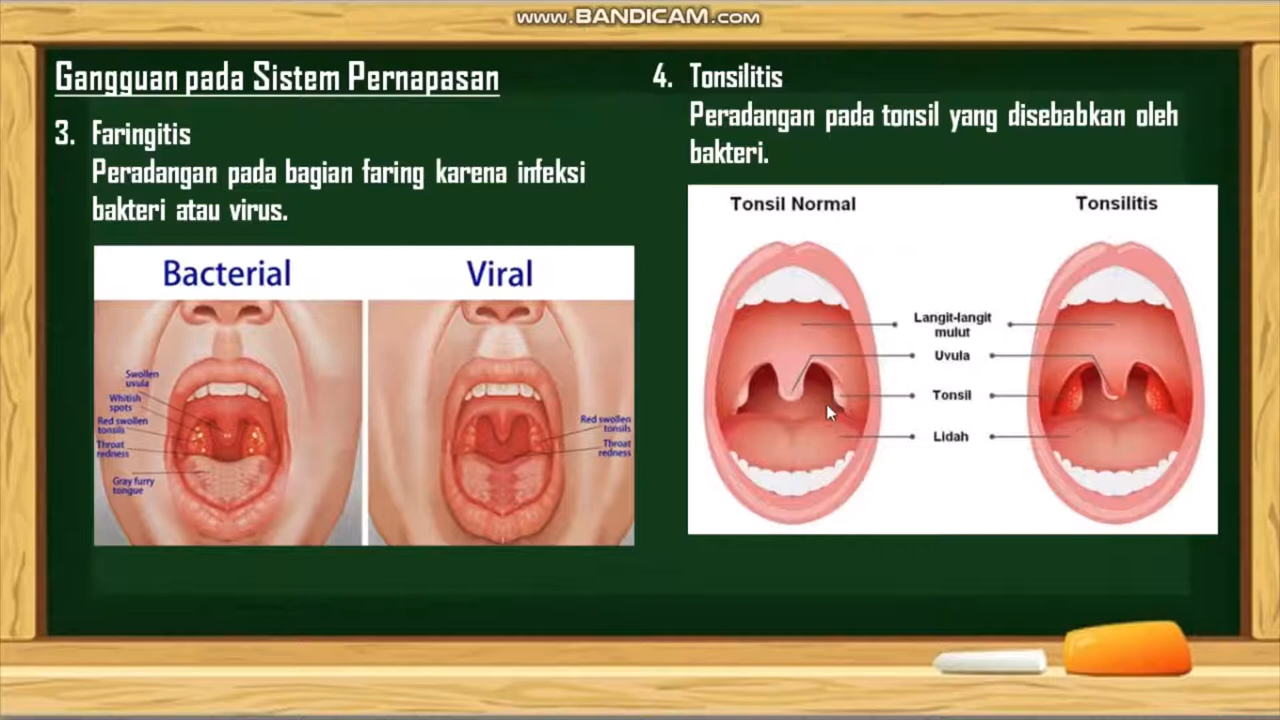 www.BANDICAM.com
Gangguan pada Sistem Pernapasan
3. Faringitis
Peradangan pada bagian faring karena infeksi
bakteri atau virus.
Bacterial
Viral
Swollen
uvula
Whitish
spots
Red swollen
tonsils
Throat
redness
Gray furry
tongue
Red swollen
tonsils
Throat
redness
4. Tonsilitis
Peradangan pada tonsil yang disebabkan oleh
bakteri.
Tonsil Normal
Tonsilitis
Langit-langit
mulut
Uvula
Tonsil
Lidah